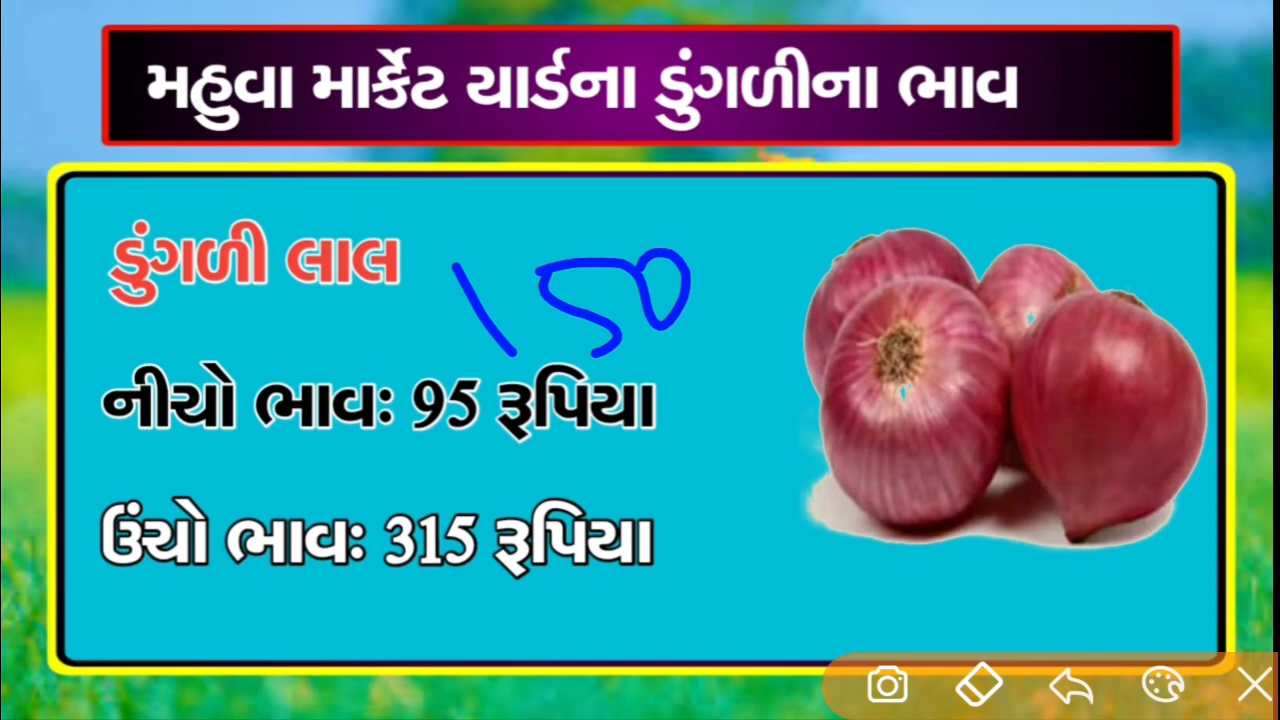 મહુવા માર્કેટ યાર્ડના ડુંગળીના ભાવ
ડુંગળી લાલ
150
નીચો ભાવઃ 95 રૂપિયા
ઉંચો ભાવઃ 315 રૂપિયા